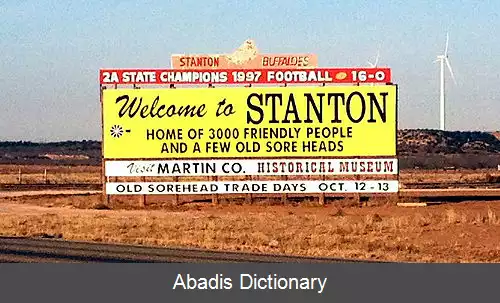 STANTON BUFFALOES
2A STATE CHAMPIONS 1997 FOOTBALL 16-0
Welcome to STANTON
HOME OF 3000 FRIENDLY PEOPLE
AND A FEW OLD SORE HEADS
Visit MARTIN CO. HISTORICAL MUSEUM
OLD SOREHEAD TRADE DAYS OCT. 12-13
Abadis Dictionary